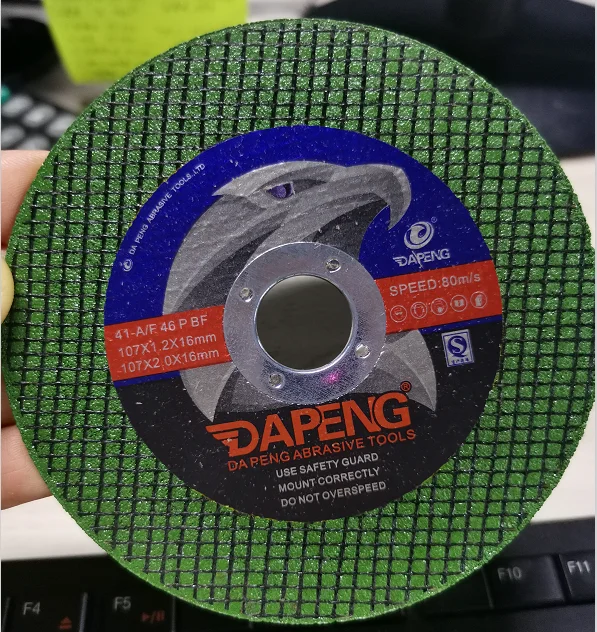 DA PENG ABRASIVE TOOLS.,LTD
®
DAPENG
SPEED:80m/s
41-A/F 46 P BF
107X1.2X16mm
107X2.0X16mm
S
DAPENG®
DA PENG ABRASIVE TOOLS
USE SAFETY GUARD
MOUNT CORRECTLY
DO NOT OVERSPEED
F4
F5
F10
F11